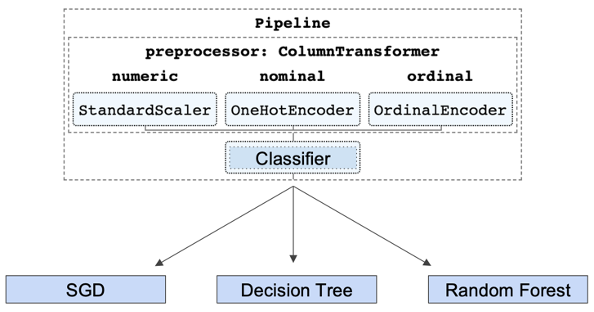 Pipeline
preprocessor: ColumnTransformer
numeric nominal ordinal
StandardScaler OneHotEncoder OrdinalEncoder
Classifier
SGD Decision Tree Random Forest